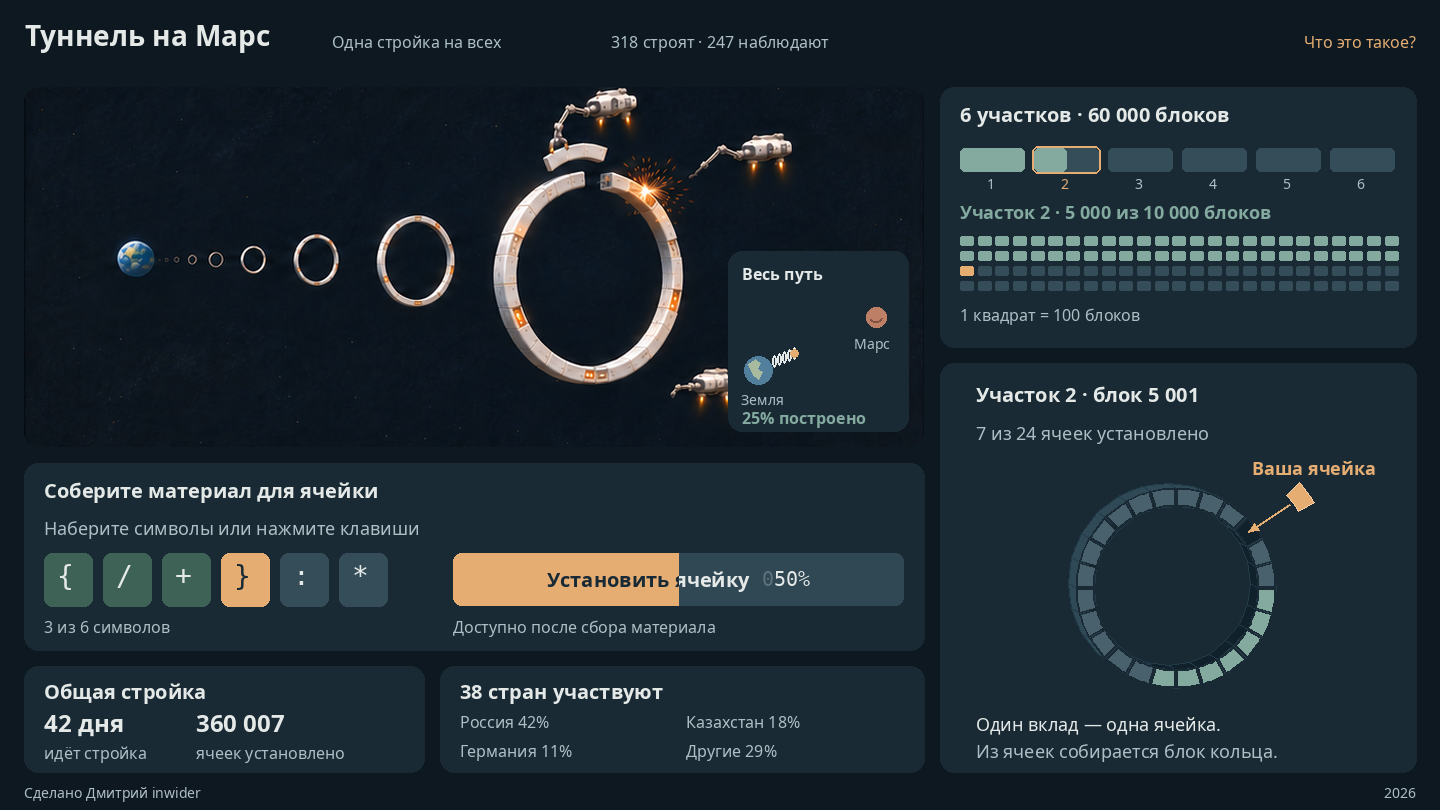 Туннель на Марс
Одна стройка на всех
318 строят · 247 наблюдают
Что это такое?
Весь путь
Марс
Земля
25% построено
6 участков · 60 000 блоков
1 2 3 4 5 6
Участок 2 · 5 000 из 10 000 блоков
1 квадрат = 100 блоков
Соберите материал для ячейки
Наберите символы или нажмите клавиши
{ / + } : *
Установить ячейку 050%
3 из 6 символов
Доступно после сбора материала
Участок 2 · блок 5 001
7 из 24 ячеек установлено
Ваша ячейка
Один вклад — одна ячейка.
Из ячеек собирается блок кольца.
Общая стройка
42 дня
360 007
идёт стройка
ячеек установлено
38 стран участвуют
Россия 42%
Казахстан 18%
Германия 11%
Другие 29%
Сделано Дмитрий inwider
2026